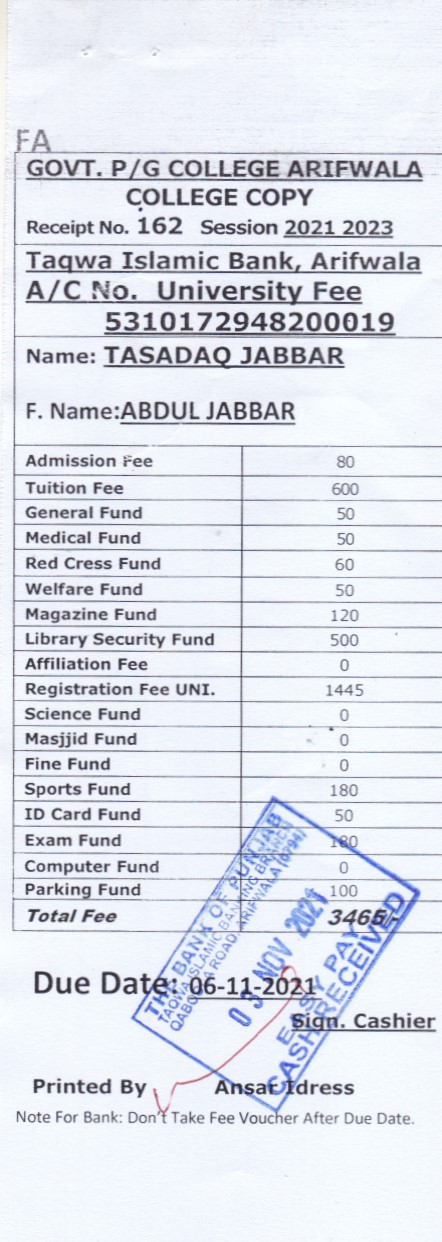 FA
GOVT. P/G COLLEGE ARIFWALA
COLLEGE COPY
Receipt No. 162 Session 2021 2023
Taqwa Islamic Bank, Arifwala
A/C No. University Fee
5310172948200019
Name: TASADAQ JABBAR
F. Name:ABDUL JABBAR
Admission Fee 80
Tuition Fee 600
General Fund 50
Medical Fund 50
Red Cress Fund 60
Welfare Fund 50
Magazine Fund 120
Library Security Fund 500
Affiliation Fee 0
Registration Fee UNI. 1445
Science Fund 0
Masjjid Fund 0
Fine Fund 0
Sports Fund 180
ID Card Fund 50
Exam Fund 180
Computer Fund 0
Parking Fund 100
Total Fee 3465/-
THE BANK OF PUNJAB
TAQWA ISLAMIC BANKING BRANCH
QABOOLA ROAD, ARIFWALA (0794)
03 NOV 2021
EASY PAY
CASH RECEIVED
Due Date: 06-11-2021
Sign. Cashier
Printed By Ansar Idress
Note For Bank: Don't Take Fee Voucher After Due Date.